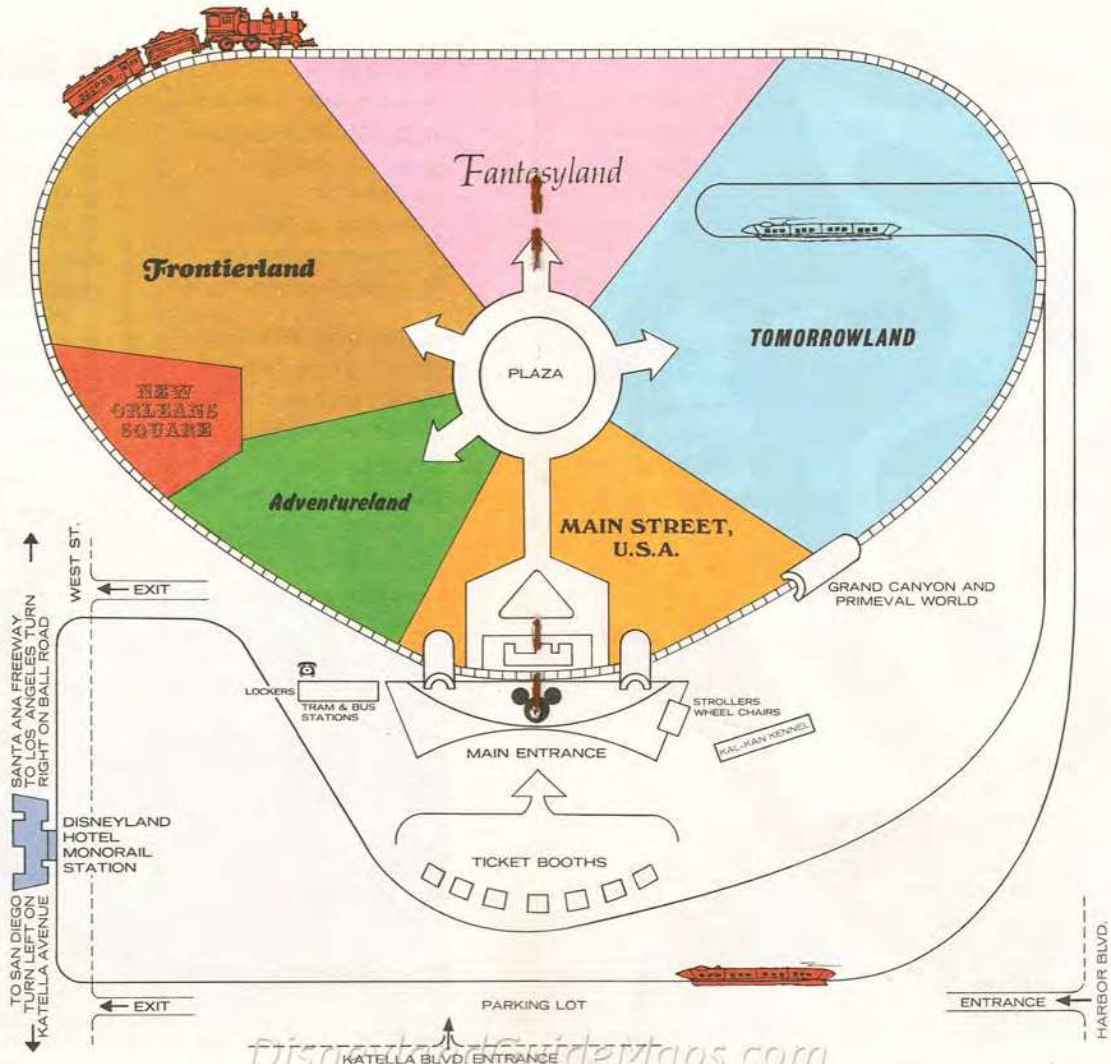 Fantasyland
Frontierland
TOMORROWLAND
PLAZA
NEW
ORLEANS
SQUARE
Adventureland
MAIN STREET,
U.S.A.
GRAND CANYON AND
PRIMEVAL WORLD
WEST ST.
EXIT
SANTA ANA FREEWAY
TO LOS ANGELES TURN
RIGHT ON BALL ROAD
LOCKERS
TRAM & BUS
STATIONS
STROLLERS
WHEEL CHAIRS
KAL-KAN KENNEL
MAIN ENTRANCE
DISNEYLAND
HOTEL
MONORAIL
STATION
TICKET BOOTHS
TO SAN DIEGO
TURN LEFT ON
KATELLA AVENUE
EXIT
PARKING LOT
ENTRANCE
HARBOR BLVD.
DisneylandGuideMaps.com
KATELLA BLVD. ENTRANCE